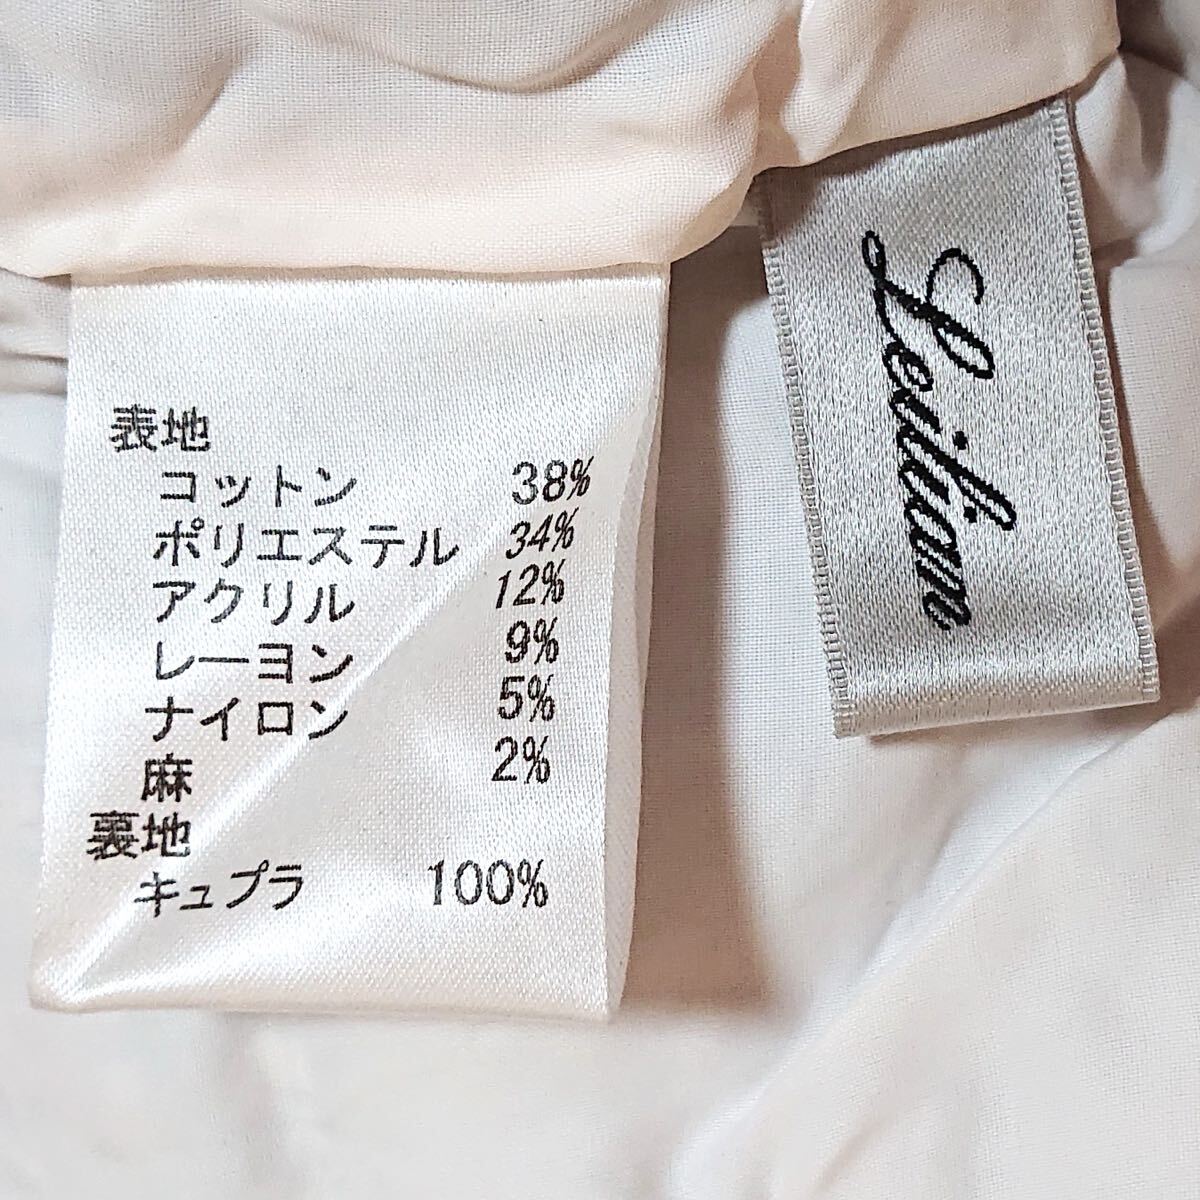 表地
コットン 38%
ポリエステル 34%
アクリル 12%
レーヨン 9%
ナイロン 5%
麻 2%
裏地
キュプラ 100%
Leilian